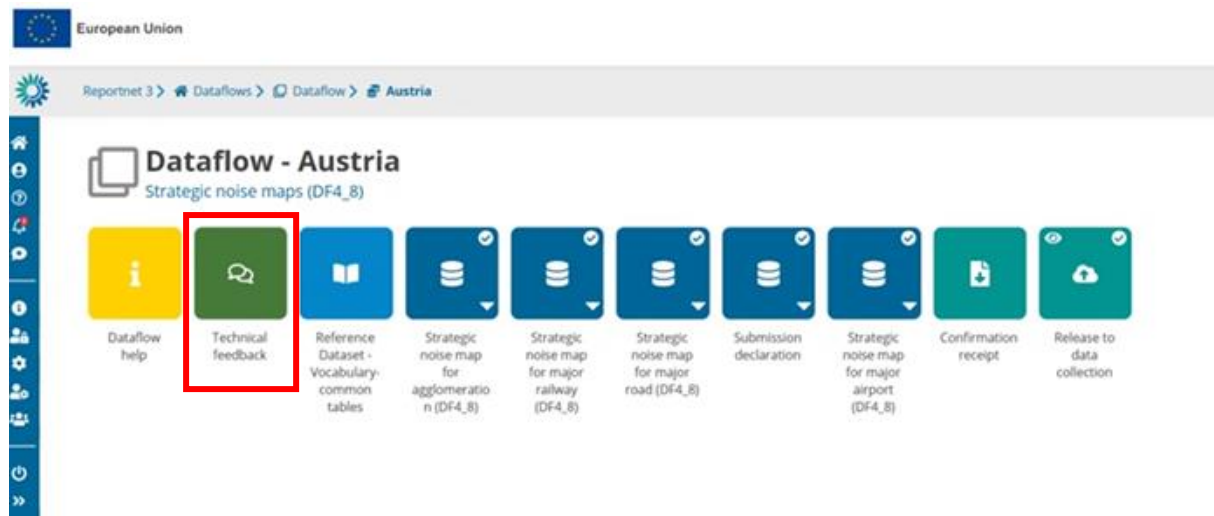 European Union
Reportnet 3 > Dataflows > Dataflow > Austria
Dataflow - Austria
Strategic noise maps (DF4_8)
Dataflow
help
Technical
feedback
Reference
Dataset -
Vocabulary-
common
tables
Strategic
noise map
for
agglomeratio
n (DF4_8)
Strategic
noise map
for major
railway
(DF4_8)
Strategic
noise map
for major
road (DF4_8)
Submission
declaration
Strategic
noise map
for major
airport
(DF4_8)
Confirmation
receipt
Release to
data
collection